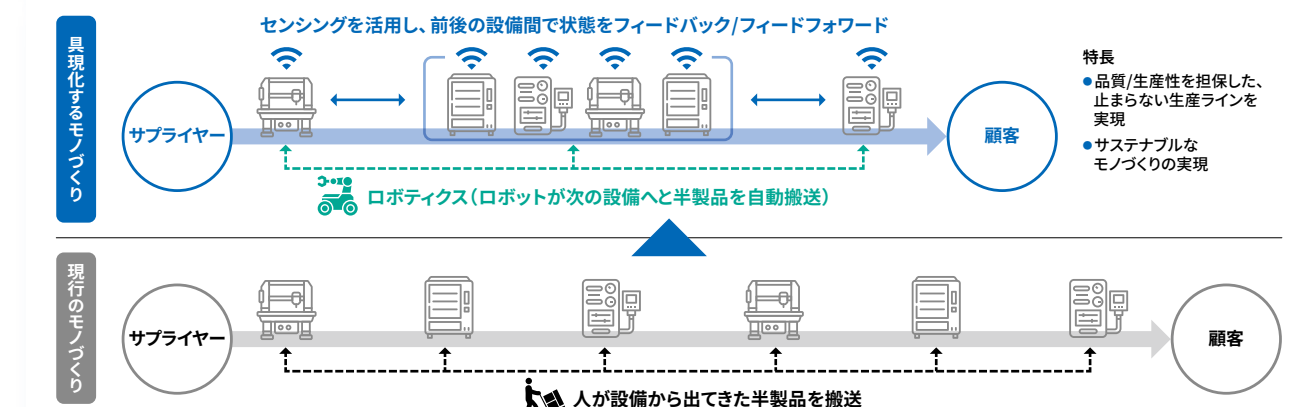 具現化するモノづくり
センシングを活用し、前後の設備間で状態をフィードバック/フィードフォワード
サプライヤー
顧客
特長
●品質/生産性を担保した、
止まらない生産ラインを
実現
●サステナブルな
モノづくりの実現
ロボティクス（ロボットが次の設備へと半製品を自動搬送）
現行のモノづくり
サプライヤー
顧客
人が設備から出てきた半製品を搬送